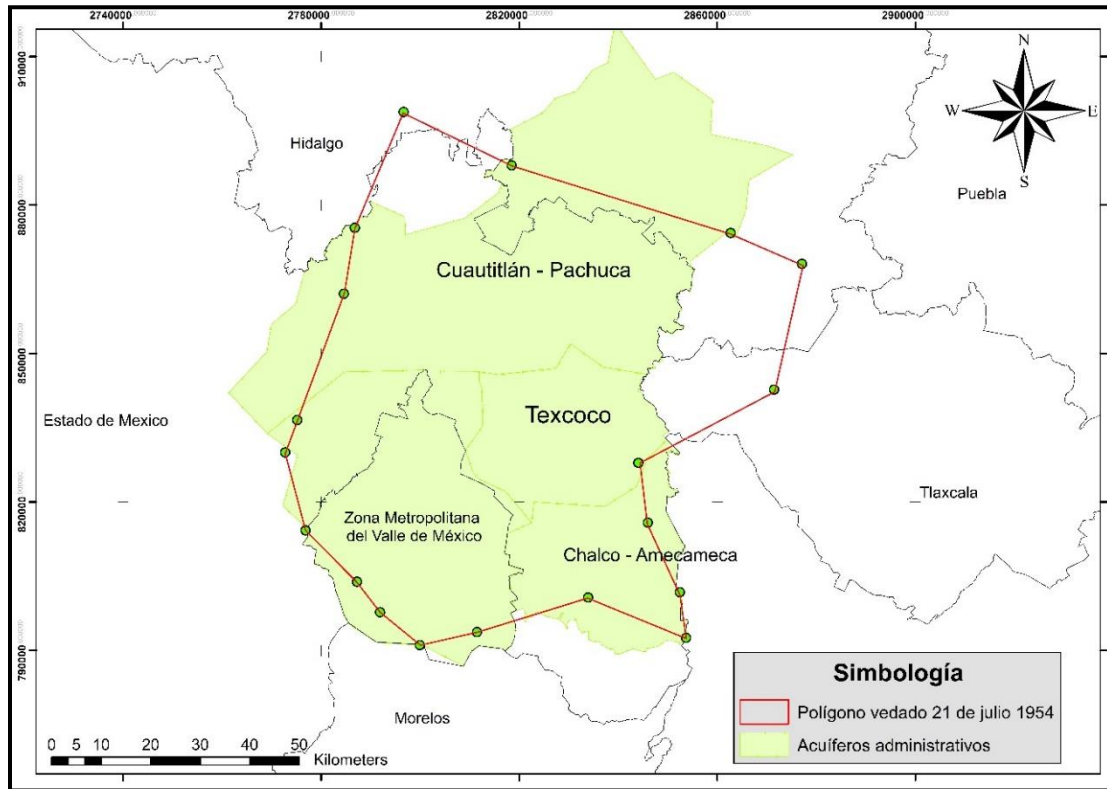 2740000
2780000
2820000
2860000
2900000
910000
880000
850000
820000
790000
N
W
E
S
Hidalgo
Puebla
Cuautitlán - Pachuca
Texcoco
Estado de Mexico
Tlaxcala
Zona Metropolitana
del Valle de México
Chalco - Amecameca
Morelos
0 5 10 20 30 40 50
Kilometers
Simbología
Polígono vedado 21 de julio 1954
Acuíferos administrativos